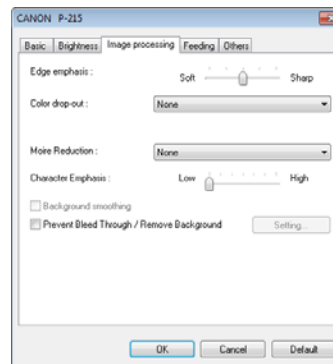 CANON P-215
Basic Brightness Image processing Feeding Others
Edge emphasis : Soft Sharp
Color drop-out : None
Moire Reduction : None
Character Emphasis : Low High
Background smoothing
Prevent Bleed Through / Remove Background Setting...
OK Cancel Default